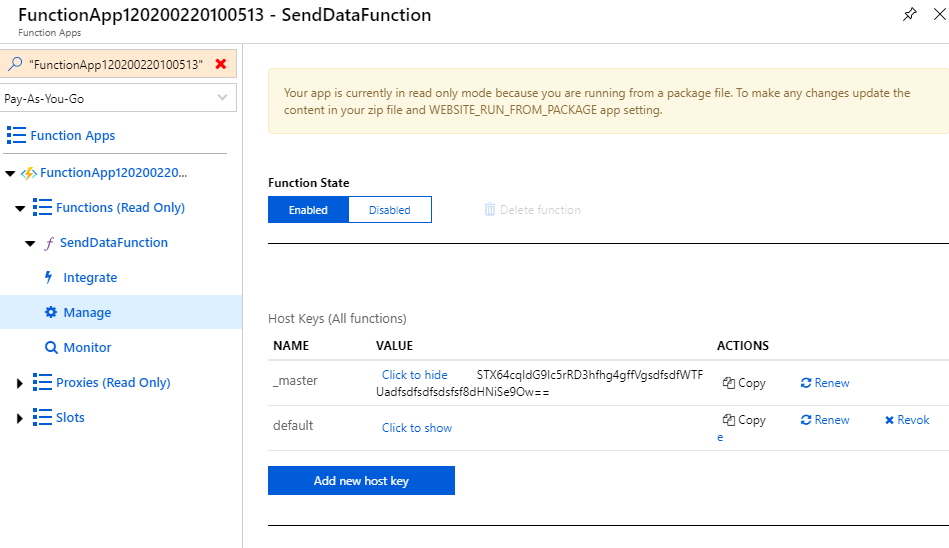 FunctionApp120200220100513 - SendDataFunction
Function Apps
"FunctionApp120200220100513"
Pay-As-You-Go
Function Apps
FunctionApp120200220...
Functions (Read Only)
SendDataFunction
Integrate
Manage
Monitor
Proxies (Read Only)
Slots
Your app is currently in read only mode because you are running from a package file. To make any changes update the
content in your zip file and WEBSITE_RUN_FROM_PACKAGE app setting.
Function State
Enabled Disabled Delete function
Host Keys (All functions)
NAME VALUE ACTIONS
_master Click to hide STX64cqIdG9Ic5rRD3hfhg4gffVgsdfsdfWTF Copy Renew
Uadfsdfsdfsdsfsf8dHNiSe9Ow==
default Click to show Copy Renew Revok
e
Add new host key